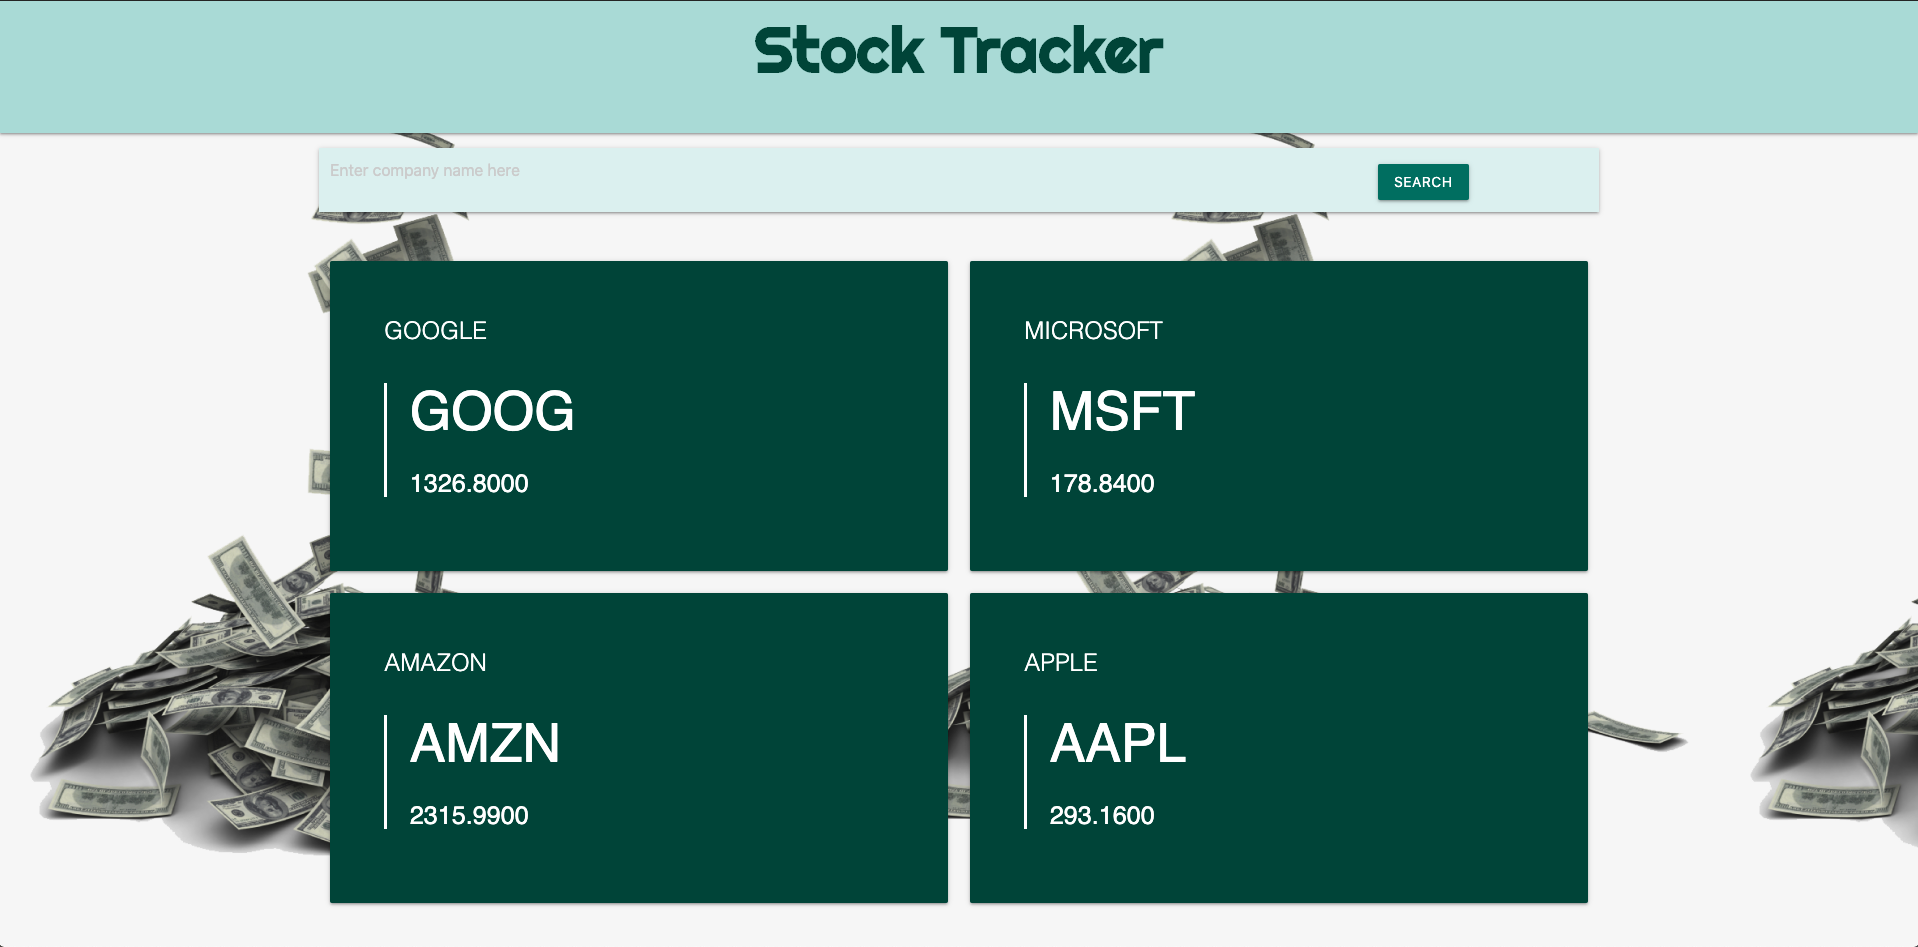 Stock Tracker
Enter company name here
SEARCH
GOOGLE
GOOG
1326.8000
MICROSOFT
MSFT
178.8400
AMAZON
AMZN
2315.9900
APPLE
AAPL
293.1600